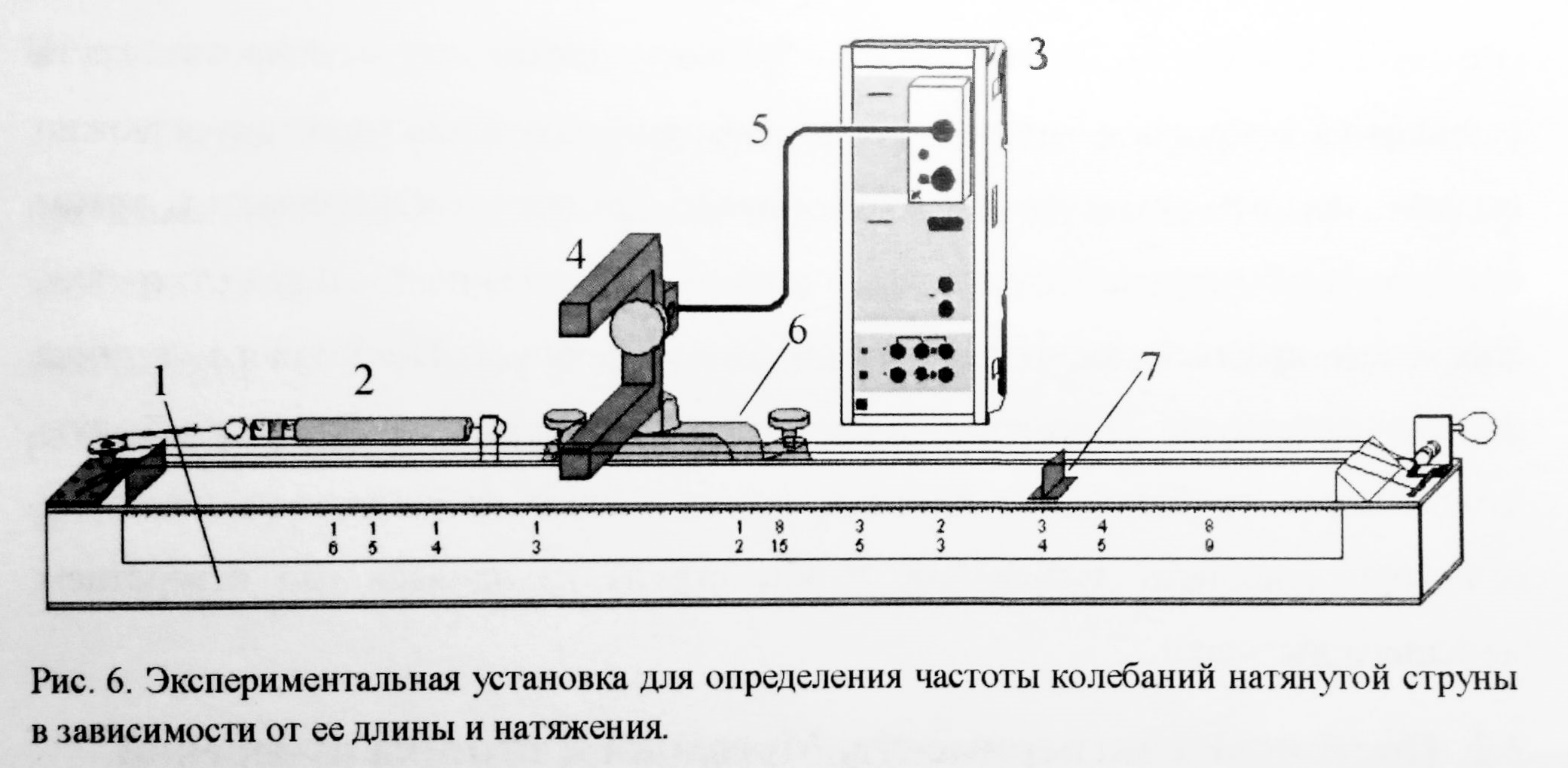 3
5
4
6
1
2
7
1 1 1 1 1 8 3 2 3 4 8
6 5 4 3 2 15 5 3 4 5 9
Рис. 6. Экспериментальная установка для определения частоты колебаний натянутой струны
в зависимости от ее длины и натяжения.